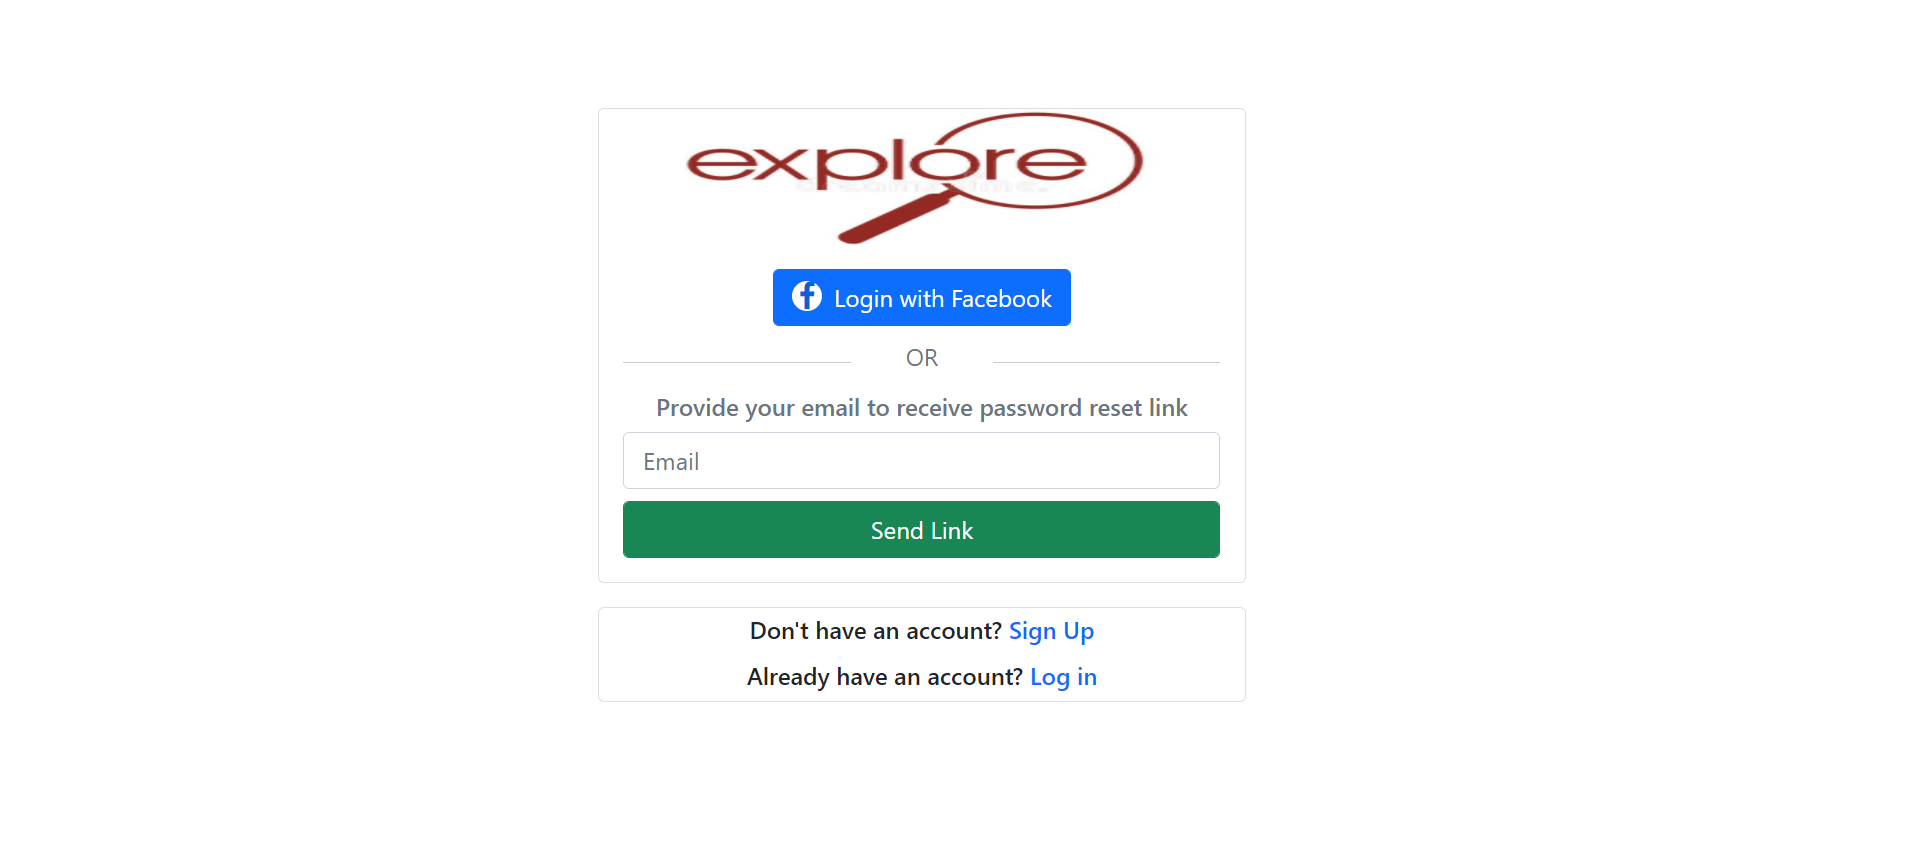 explore
Login with Facebook
OR
Provide your email to receive password reset link
Email
Send Link
Don't have an account? Sign Up
Already have an account? Log in